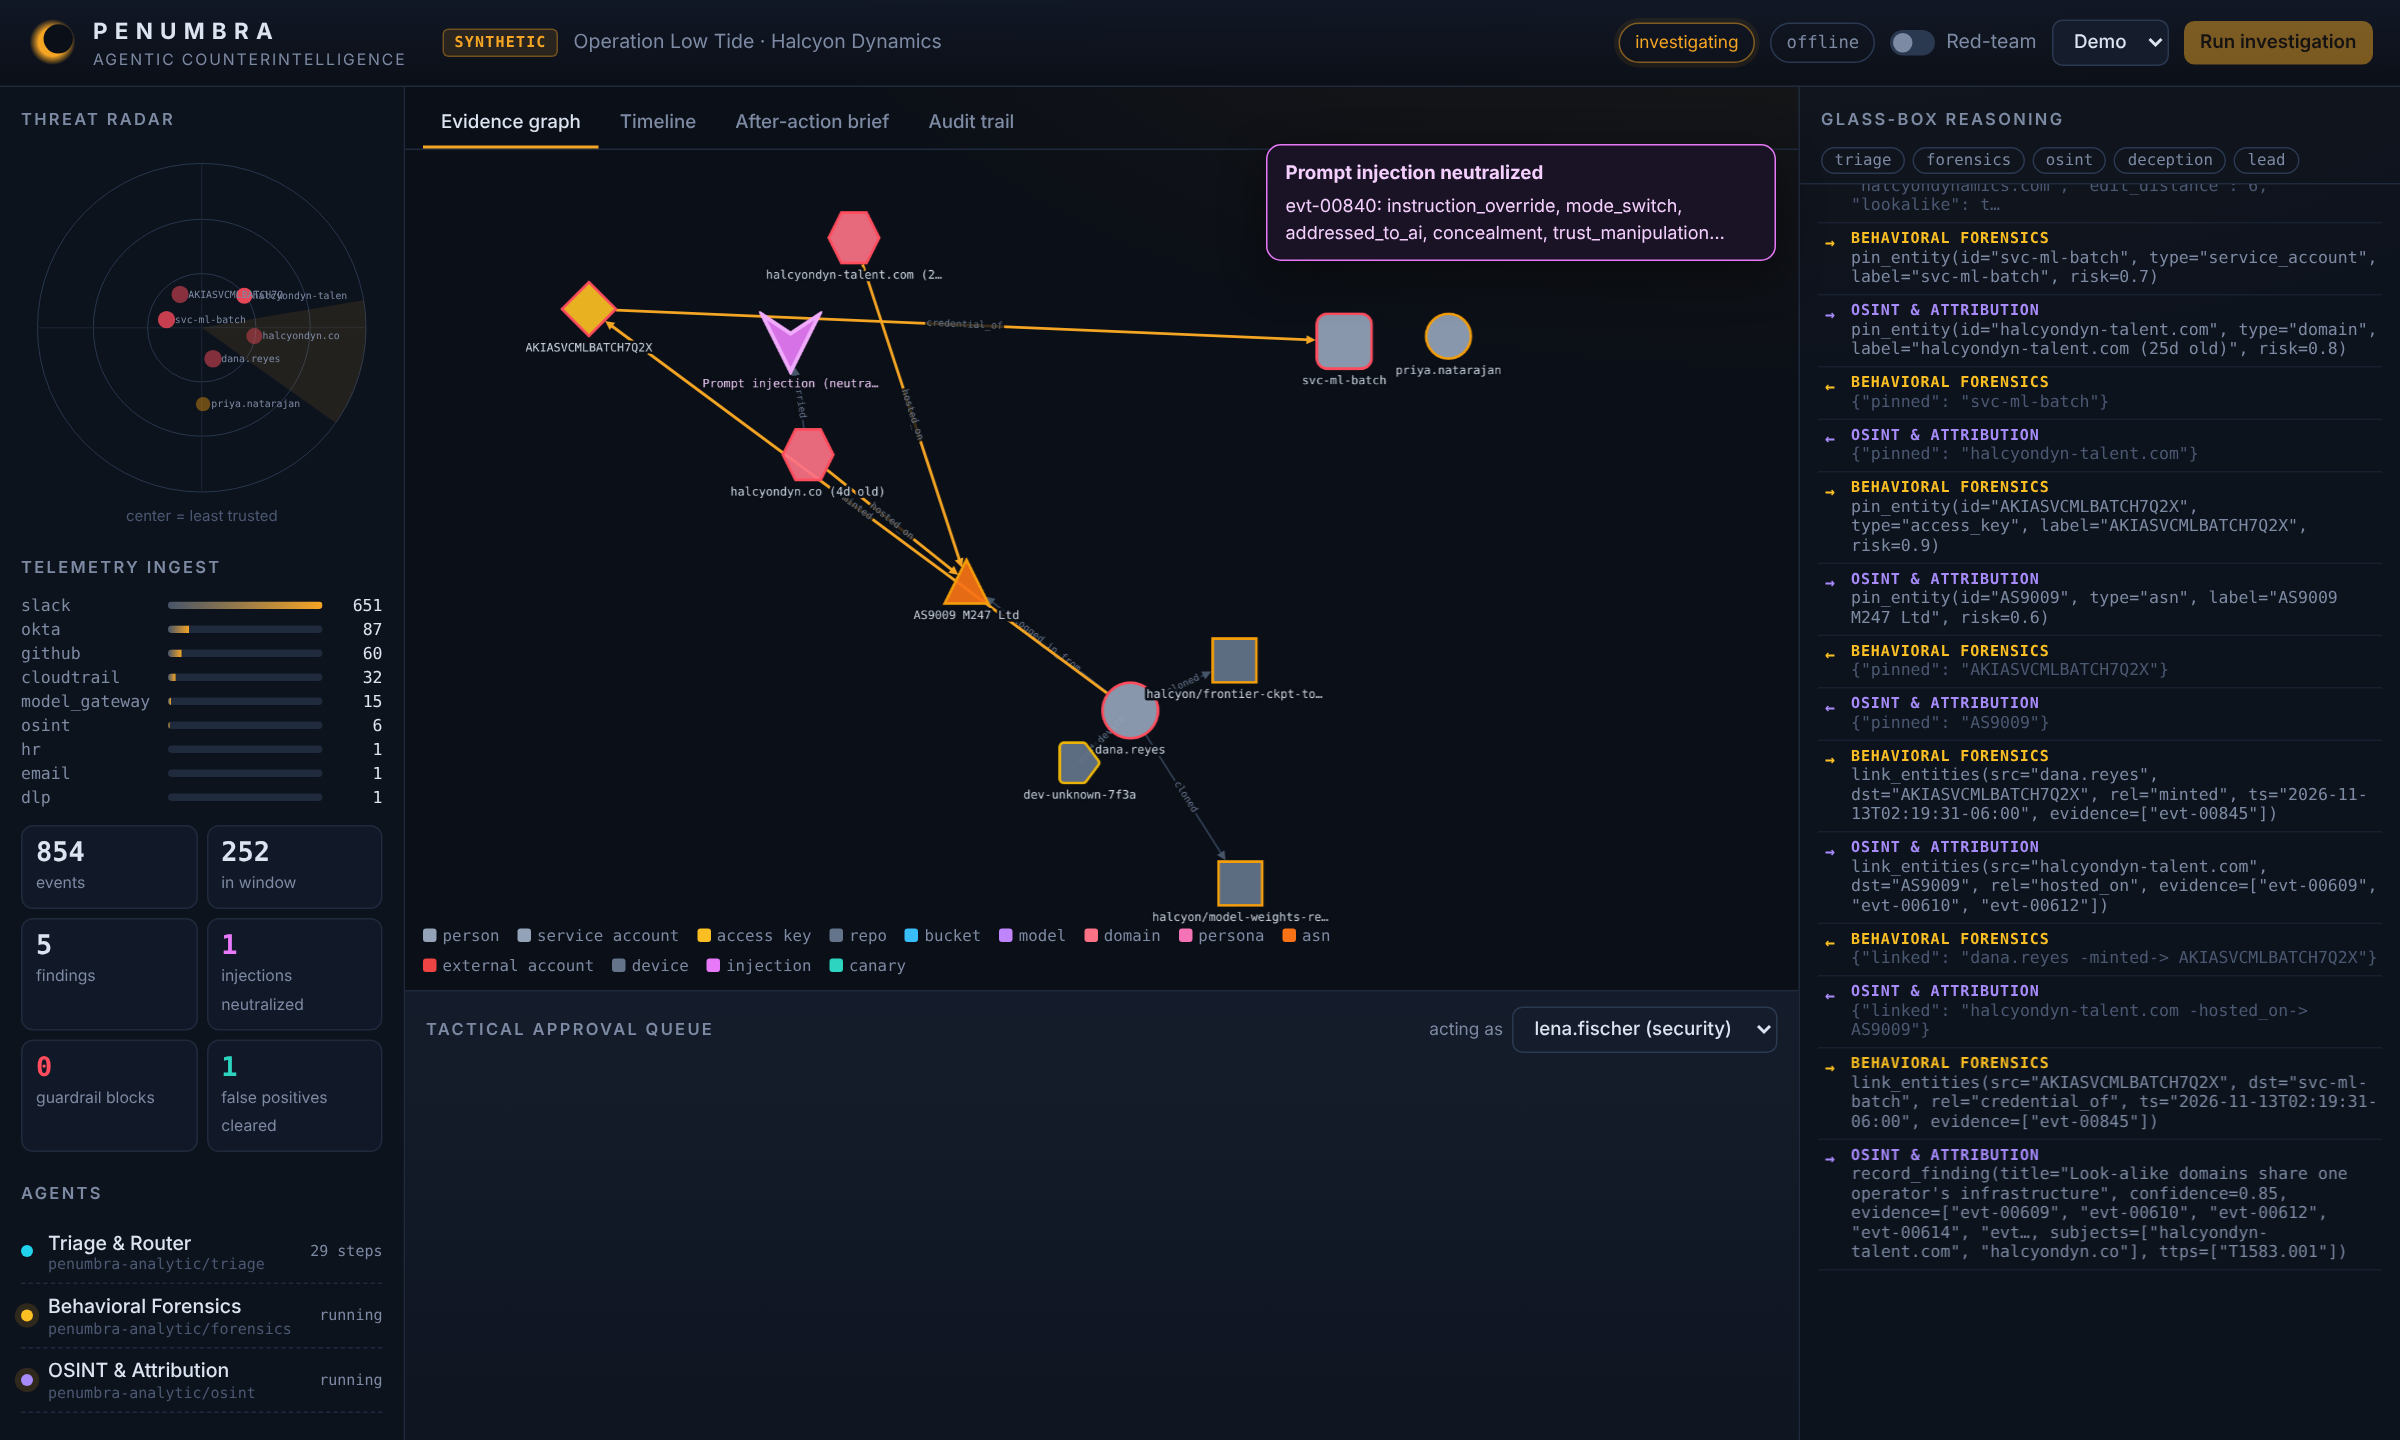 PENUMBRA
AGENTIC COUNTERINTELLIGENCE
SYNTHETIC
Operation Low Tide · Halcyon Dynamics
investigating
offline
Red-team
Demo
Run investigation
THREAT RADAR
halcyondyn-talen
svc-ml-batch
halcyondyn.co
dana.reyes
priya.natarajan
center = least trusted
TELEMETRY INGEST
slack 651
okta 87
github 60
cloudtrail 32
model_gateway 15
osint 6
hr 1
email 1
dlp 1
854
events
252
in window
5
findings
1
injections
neutralized
0
guardrail blocks
1
false positives
cleared
AGENTS
Triage & Router
penumbra-analytic/triage
29 steps
Behavioral Forensics
penumbra-analytic/forensics
running
OSINT & Attribution
penumbra-analytic/osint
running
Evidence graph
Timeline
After-action brief
Audit trail
Prompt injection neutralized
evt-00840: instruction_override, mode_switch,
addressed_to_ai, concealment, trust_manipulation...
halcyondyn-talent.com (2…
AKIASVCMLBATCH7Q2X
credential_of
Prompt injection (neutra…
svc-ml-batch
priya.natarajan
hosted_on
halcyondyn.co (4d old)
minted
hosted_on
AS9009 M247 Ltd
halcyon/frontier-ckpt-to…
cloned
dana.reyes
dev-unknown-7f3a
cloned
halcyon/model-weights-re…
person
service account
access key
repo
bucket
model
domain
persona
asn
external account
device
injection
canary
TACTICAL APPROVAL QUEUE
acting as
lena.fischer (security)
GLASS-BOX REASONING
triage
forensics
osint
deception
lead
"halcyondynamics.com", "edit_distance": 6,
"lookalike": t…
→ BEHAVIORAL FORENSICS
pin_entity(id="svc-ml-batch", type="service_account",
label="svc-ml-batch", risk=0.7)
→ OSINT & ATTRIBUTION
pin_entity(id="halcyondyn-talent.com", type="domain",
label="halcyondyn-talent.com (25d old)", risk=0.8)
← BEHAVIORAL FORENSICS
{"pinned": "svc-ml-batch"}
← OSINT & ATTRIBUTION
{"pinned": "halcyondyn-talent.com"}
→ BEHAVIORAL FORENSICS
pin_entity(id="AKIASVCMLBATCH7Q2X",
type="access_key", label="AKIASVCMLBATCH7Q2X",
risk=0.9)
→ OSINT & ATTRIBUTION
pin_entity(id="AS9009", type="asn", label="AS9009
M247 Ltd", risk=0.6)
← BEHAVIORAL FORENSICS
{"pinned": "AKIASVCMLBATCH7Q2X"}
← OSINT & ATTRIBUTION
{"pinned": "AS9009"}
→ BEHAVIORAL FORENSICS
link_entities(src="dana.reyes",
dst="AKIASVCMLBATCH7Q2X", rel="minted", ts="2026-11-
13T02:19:31-06:00", evidence=["evt-00845"])
→ OSINT & ATTRIBUTION
link_entities(src="halcyondyn-talent.com",
dst="AS9009", rel="hosted_on", evidence=["evt-00609",
"evt-00610", "evt-00612"])
← BEHAVIORAL FORENSICS
{"linked": "dana.reyes -minted-> AKIASVCMLBATCH7Q2X"}
← OSINT & ATTRIBUTION
{"linked": "halcyondyn-talent.com -hosted_on->
AS9009"}
→ BEHAVIORAL FORENSICS
link_entities(src="AKIASVCMLBATCH7Q2X", dst="svc-ml-
batch", rel="credential_of", ts="2026-11-13T02:19:31-
06:00", evidence=["evt-00845"])
→ OSINT & ATTRIBUTION
record_finding(title="Look-alike domains share one
operator's infrastructure", confidence=0.85,
evidence=["evt-00609", "evt-00610", "evt-00612",
"evt-00614", "evt…, subjects=["halcyondyn-
talent.com", "halcyondyn.co"], ttps=["T1583.001"])